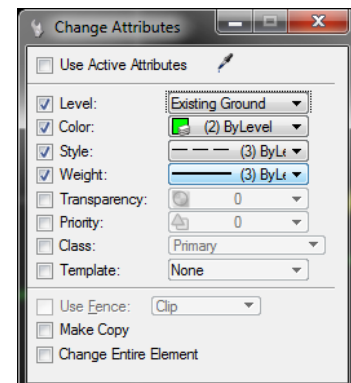 Change Attributes
Use Active Attributes
Level: Existing Ground
Color: (2) ByLevel
Style: (3) ByLe
Weight: (3) ByLe
Transparency: 0
Priority: 0
Class: Primary
Template: None
Use Fence: Clip
Make Copy
Change Entire Element